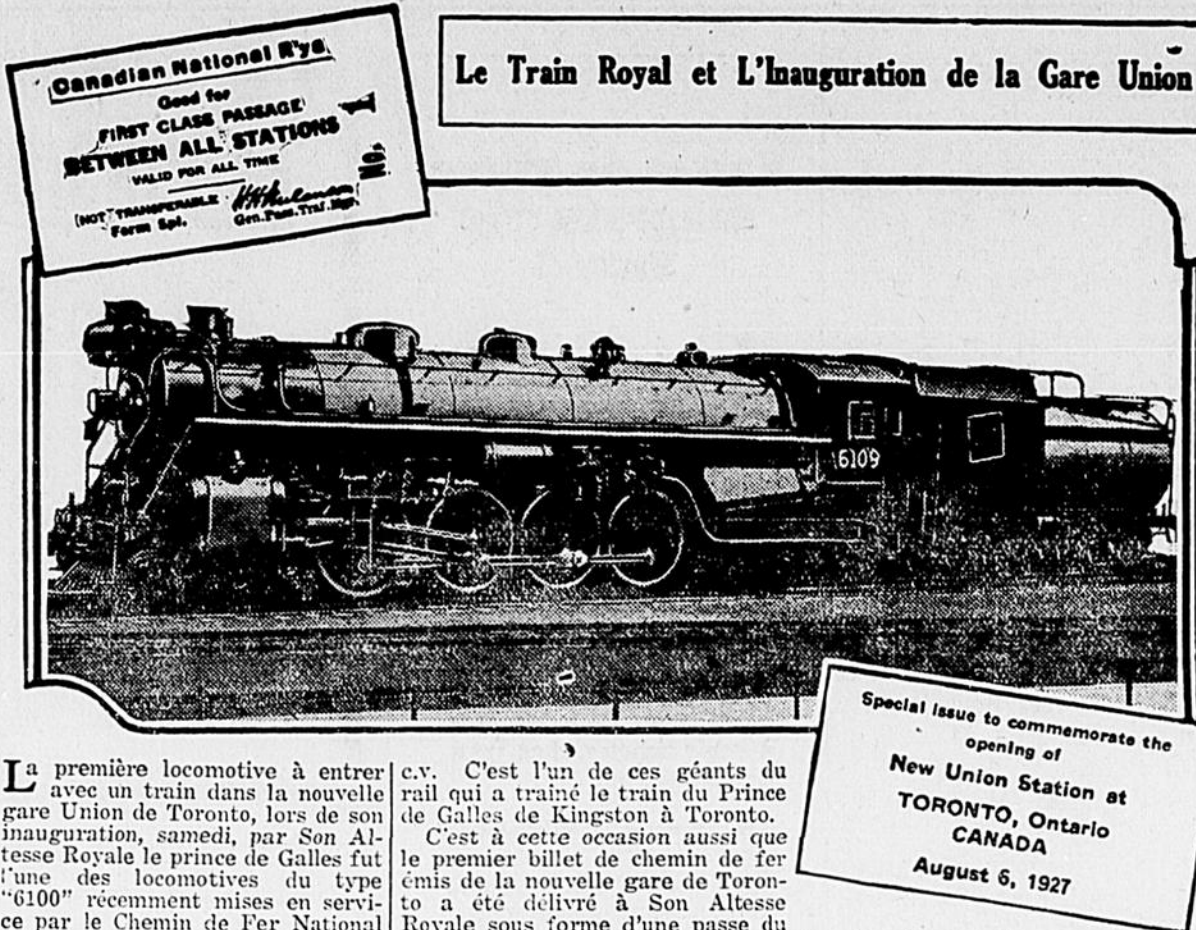 Canadian National R'ys
Good for
FIRST CLASS PASSAGE
BETWEEN ALL STATIONS
VALID FOR ALL TIME
NOT TRANSFERABLE
Form Spl.
Gen. Pass. Traf. Mgr.
Le Train Royal et L'Inauguration de la Gare Union
6109
La première locomotive à entrer
avec un train dans la nouvelle
gare Union de Toronto, lors de son
inauguration, samedi, par Son Al-
tesse Royale le prince de Galles fut
l'une des locomotives du type
"6100" récemment mises en servi-
ce par le Chemin de Fer National
c.v. C'est l'un de ces géants du
rail qui a trainé le train du Prince
de Galles de Kingston à Toronto.
C'est à cette occasion aussi que
le premier billet de chemin de fer
émis de la nouvelle gare de Toron-
to a été délivré à Son Altesse
Royale sous forme d'une passe du
Special issue to commemorate the
opening of
New Union Station at
TORONTO, Ontario
CANADA
August 6, 1927